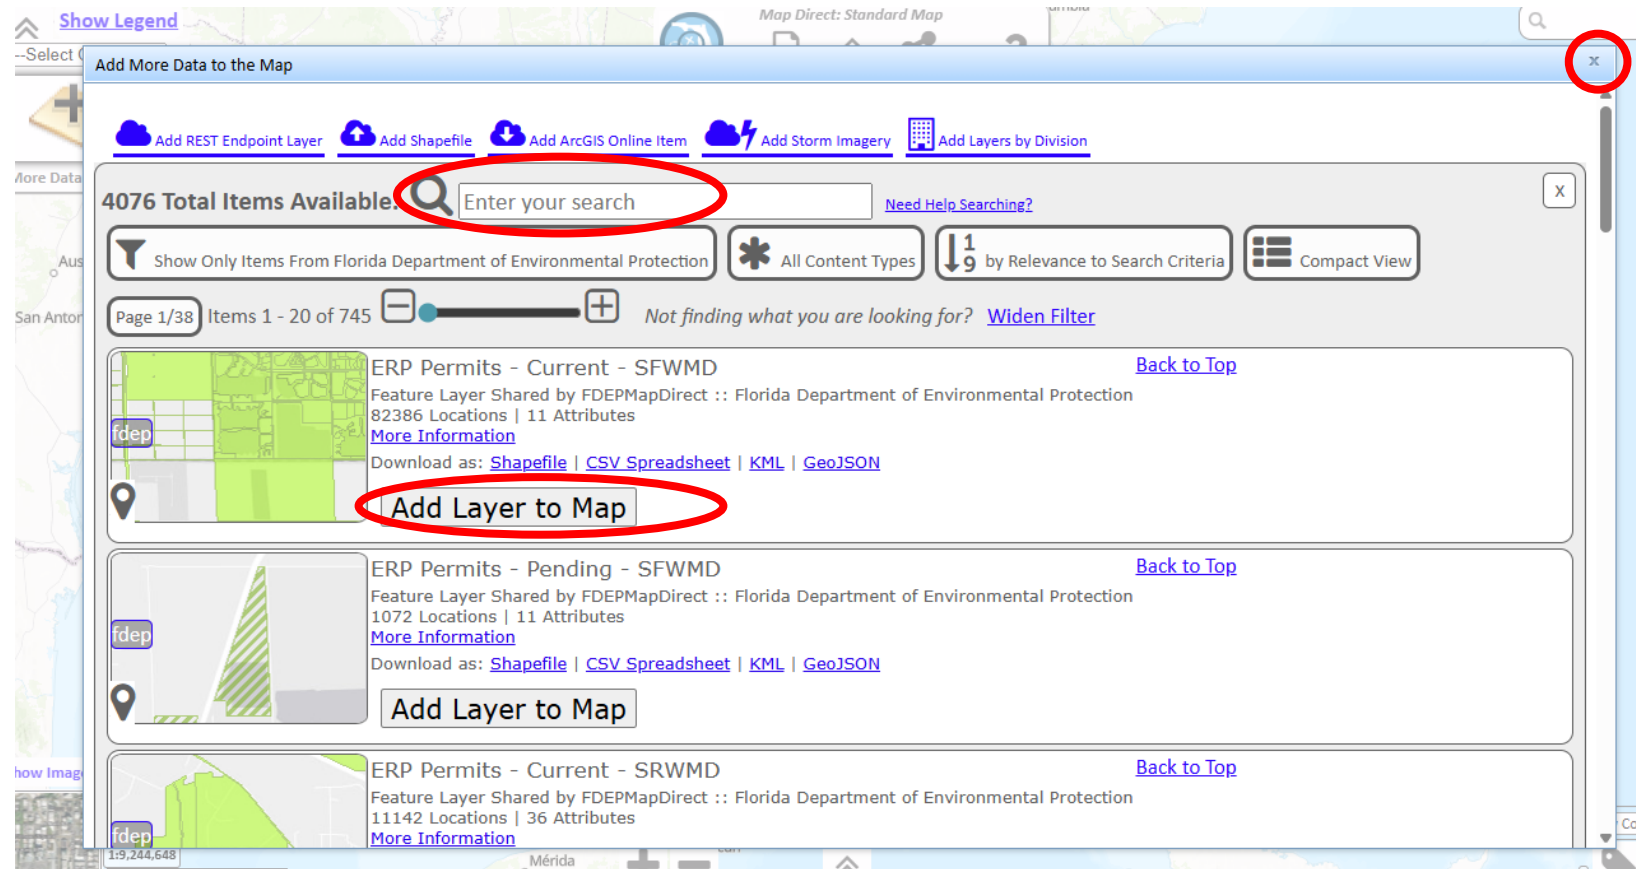 Show Legend
Map Direct: Standard Map
--Select
Add More Data to the Map
x
Add REST Endpoint Layer
Add Shapefile
Add ArcGIS Online Item
Add Storm Imagery
Add Layers by Division
More Data
4076 Total Items Available.
Enter your search
Need Help Searching?
X
Show Only Items From Florida Department of Environmental Protection
All Content Types
1
9
by Relevance to Search Criteria
Compact View
Aus
San Anton
Page 1/38
Items 1 - 20 of 745
Not finding what you are looking for?
Widen Filter
ERP Permits - Current - SFWMD
Back to Top
Feature Layer Shared by FDEPMapDirect :: Florida Department of Environmental Protection
82386 Locations | 11 Attributes
fdep
More Information
Download as: Shapefile | CSV Spreadsheet | KML | GeoJSON
Add Layer to Map
ERP Permits - Pending - SFWMD
Back to Top
Feature Layer Shared by FDEPMapDirect :: Florida Department of Environmental Protection
1072 Locations | 11 Attributes
fdep
More Information
Download as: Shapefile | CSV Spreadsheet | KML | GeoJSON
Add Layer to Map
ERP Permits - Current - SRWMD
Back to Top
how Imag
Feature Layer Shared by FDEPMapDirect :: Florida Department of Environmental Protection
11142 Locations | 36 Attributes
fdep
More Information
1:9,244,648
Mérida